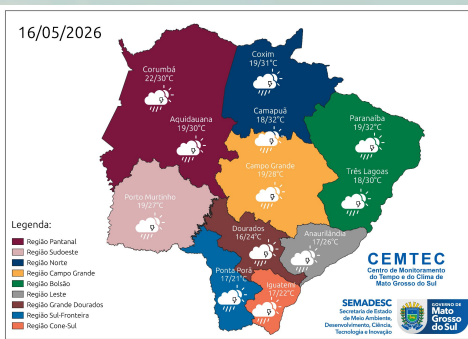 16/05/2026
Coxim
19/31°C
Corumbá
22/30°C
Camapuã
18/32°C
Aquidauana
19/30°C
Paranaíba
19/32°C
Campo Grande
19/28°C
Três Lagoas
18/30°C
Porto Murtinho
19/27°C
Dourados
16/24°C
Anaurilândia
17/26°C
Ponta Porã
17/21°C
Iguatemi
17/22°C
Legenda:
Região Pantanal
Região Sudoeste
Região Norte
Região Campo Grande
Região Bolsão
Região Leste
Região Grande Dourados
Região Sul-Fronteira
Região Cone-Sul
CEMTEC
Centro de Monitoramento
do Tempo e do Clima de
Mato Grosso do Sul
SEMADESC
Secretaria de Estado
de Meio Ambiente,
Desenvolvimento, Ciência,
Tecnologia e Inovação
GOVERNO DE
Mato
Grosso
do Sul